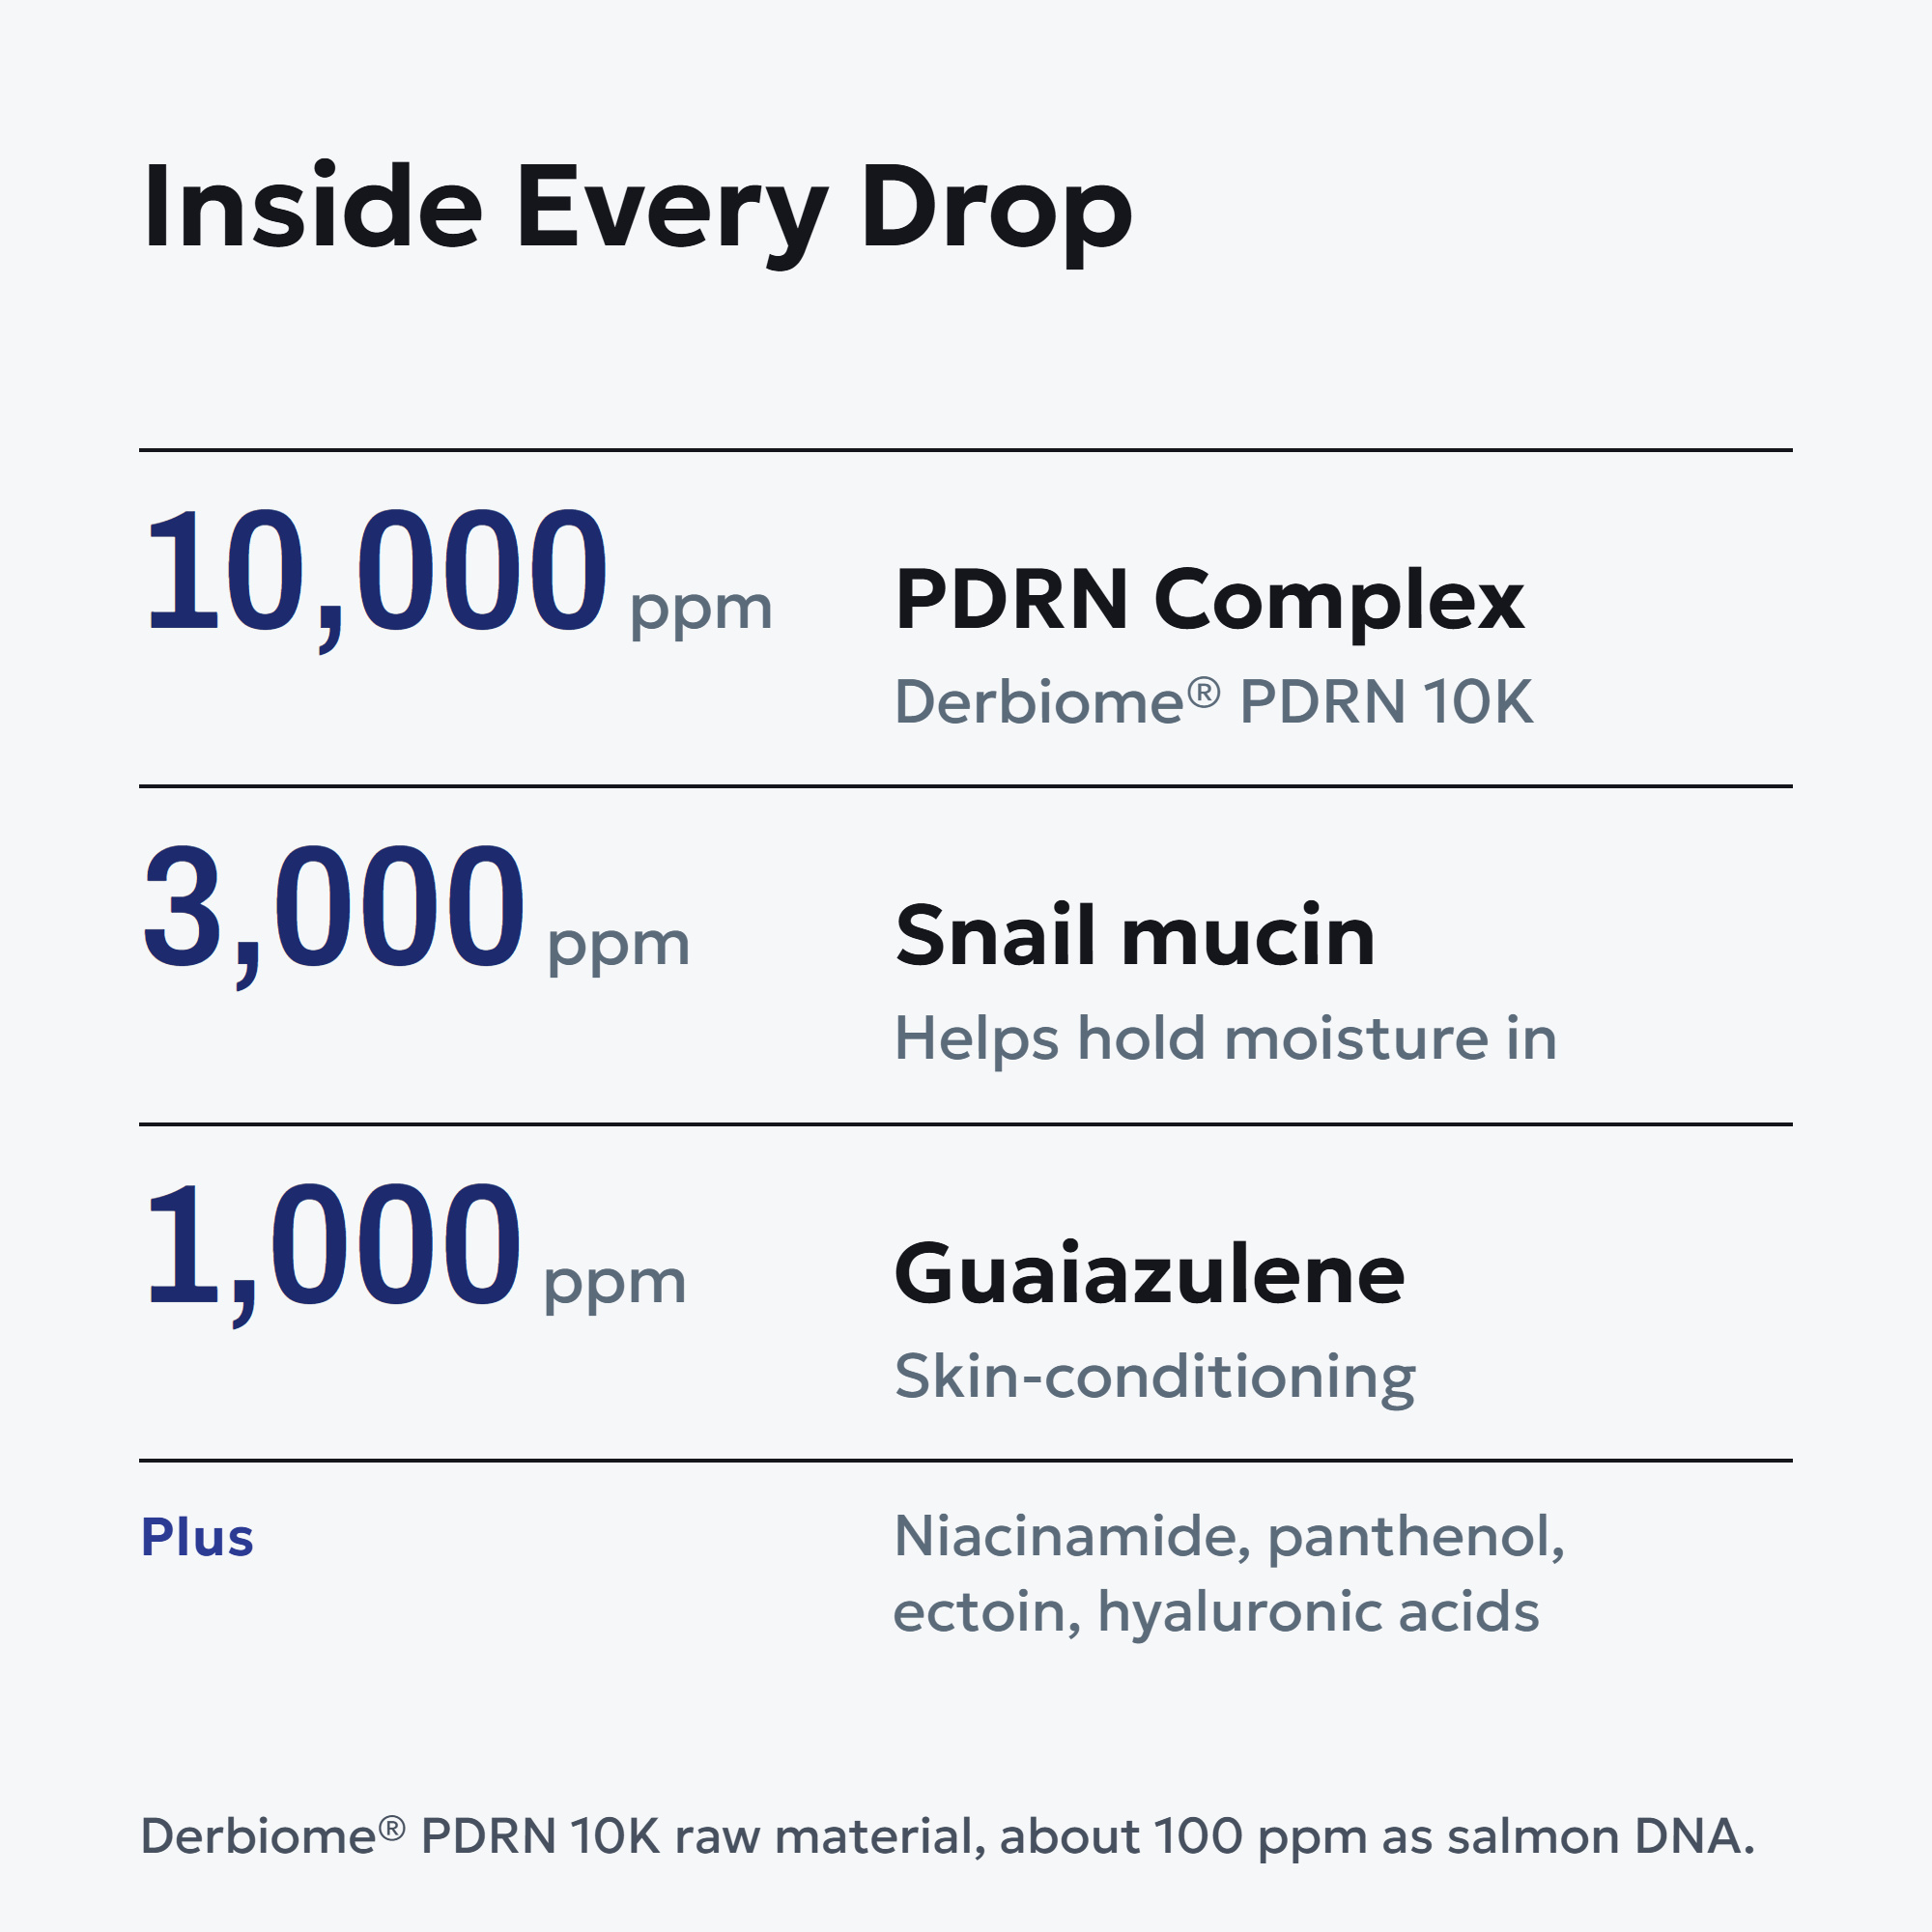 Inside Every Drop
10,000 ppm
PDRN Complex
Derbiome® PDRN 10K
3,000 ppm
Snail mucin
Helps hold moisture in
1,000 ppm
Guaiazulene
Skin-conditioning
Plus
Niacinamide, panthenol,
ectoin, hyaluronic acids
Derbiome® PDRN 10K raw material, about 100 ppm as salmon DNA.